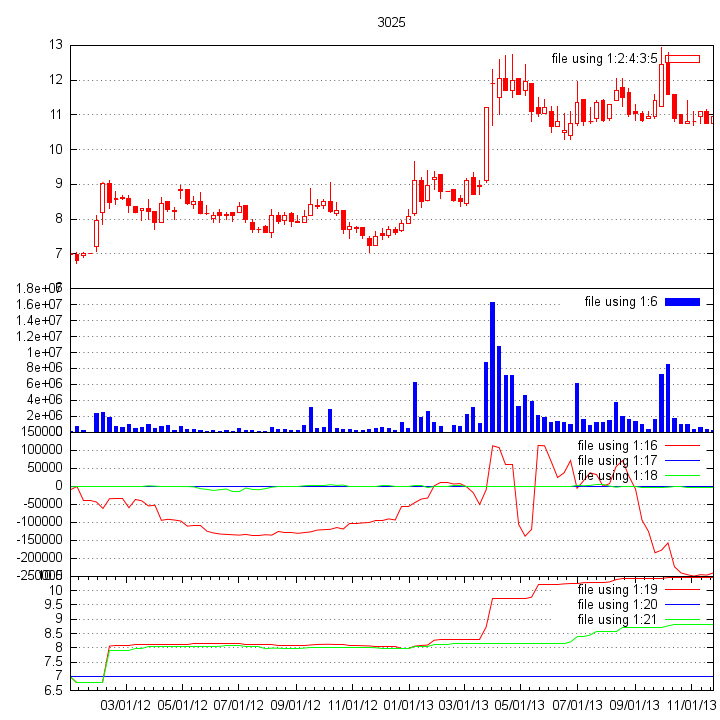 3025
13
file using 1:2:4:3:5
12
11
10
9
8
7
1.8e+07
file using 1:6
1.6e+07
1.4e+07
1.2e+07
1e+07
8e+06
6e+06
4e+06
2e+06
150000
file using 1:16
100000
file using 1:17
50000
file using 1:18
0
-50000
-100000
-150000
-200000
-250000
10
file using 1:19
9.5
file using 1:20
9
file using 1:21
8.5
8
7.5
7
6.5
03/01/12 05/01/12 07/01/12 09/01/12 11/01/12 01/01/13 03/01/13 05/01/13 07/01/13 09/01/13 11/01/13